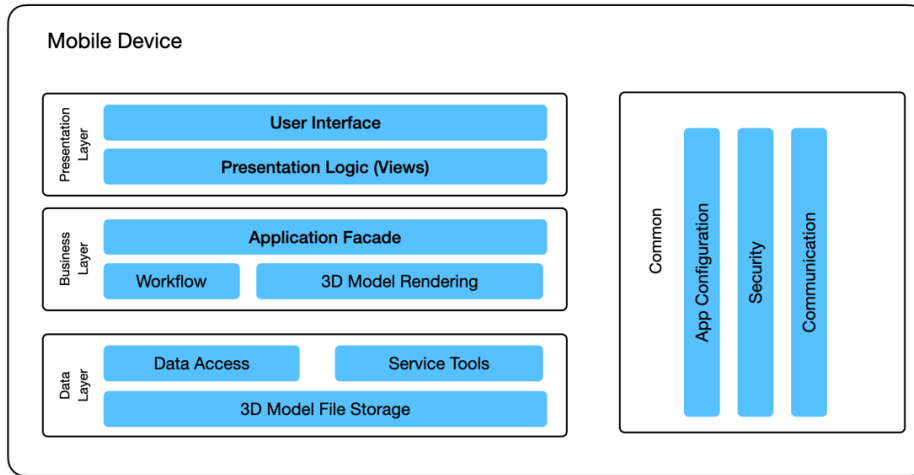 Mobile Device
Presentation
Layer
User Interface
Presentation Logic (Views)
Business
Layer
Application Facade
Workflow
3D Model Rendering
Data
Layer
Data Access
Service Tools
3D Model File Storage
Common
App Configuration
Security
Communication